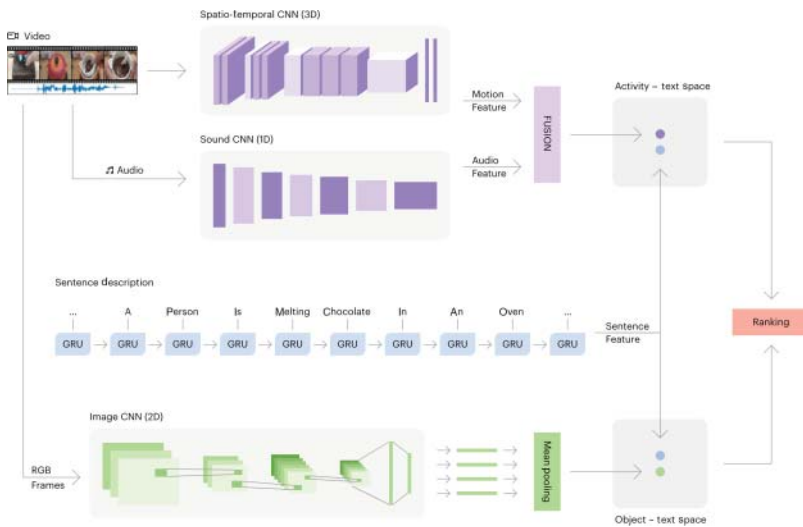 Spatio-temporal CNN (3D)
Video
Motion
Feature
FUSION
Activity – text space
Sound CNN (1D)
Audio
Audio
Feature
Sentence description
... A Person Is Melting Chocolate In An Oven ...
GRU GRU GRU GRU GRU GRU GRU GRU GRU GRU
Sentence
Feature
Ranking
Image CNN (2D)
RGB
Frames
Mean pooling
Object – text space